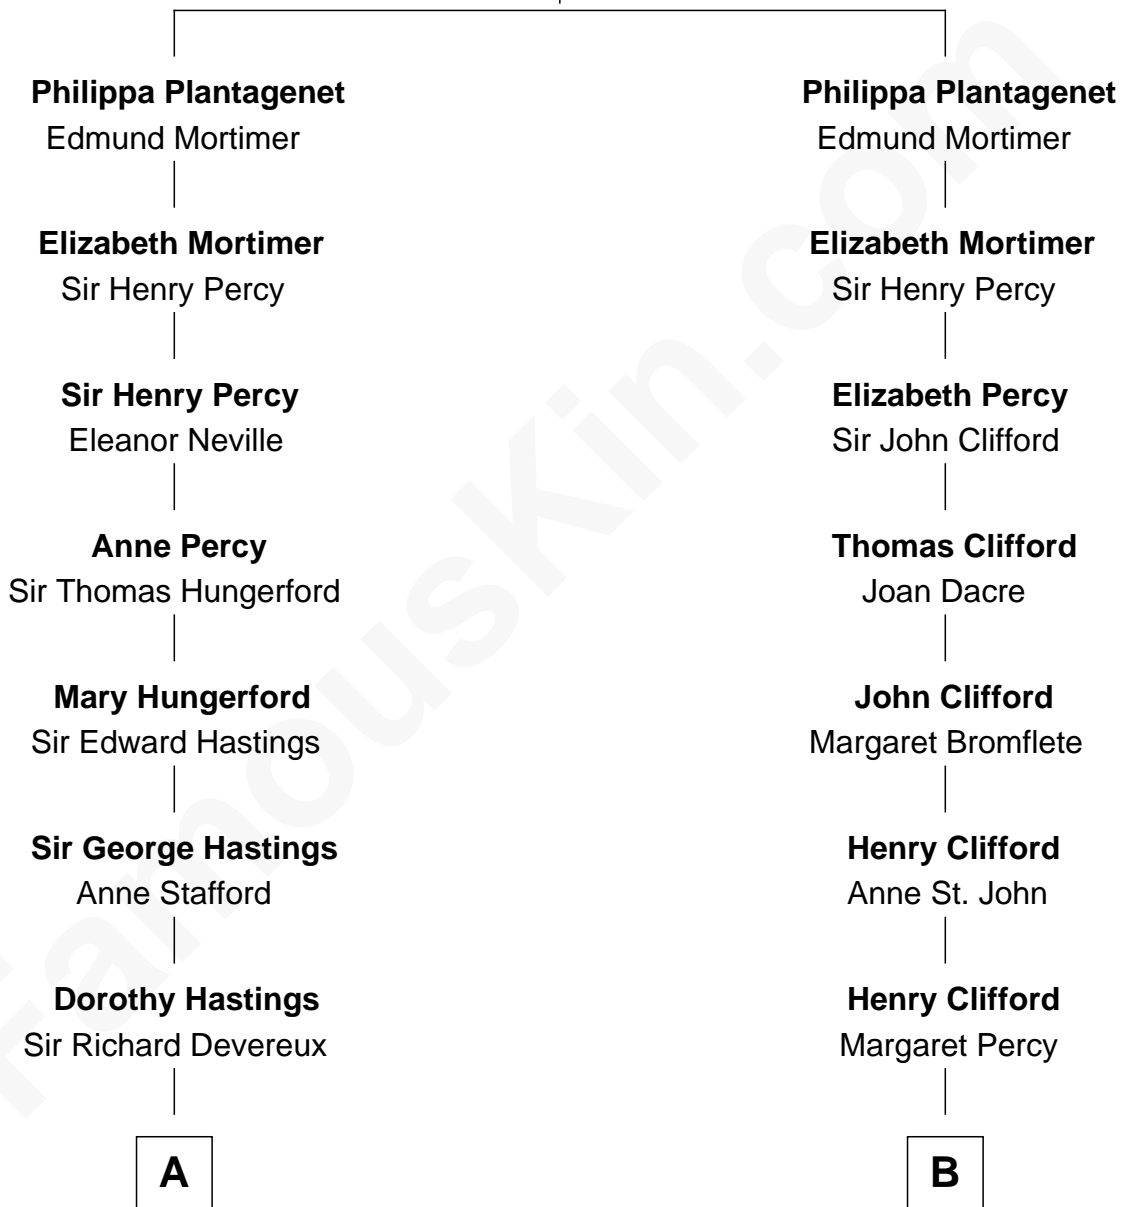 Philippa Plantagenet
Edmund Mortimer
Elizabeth Mortimer
Sir Henry Percy
Sir Henry Percy
Eleanor Neville
Anne Percy
Sir Thomas Hungerford
Mary Hungerford
Sir Edward Hastings
Sir George Hastings
Anne Stafford
Dorothy Hastings
Sir Richard Devereux
A
Philippa Plantagenet
Edmund Mortimer
Elizabeth Mortimer
Sir Henry Percy
Elizabeth Percy
Sir John Clifford
Thomas Clifford
Joan Dacre
John Clifford
Margaret Bromflete
Henry Clifford
Anne St. John
Henry Clifford
Margaret Percy
B
FamousKin.com